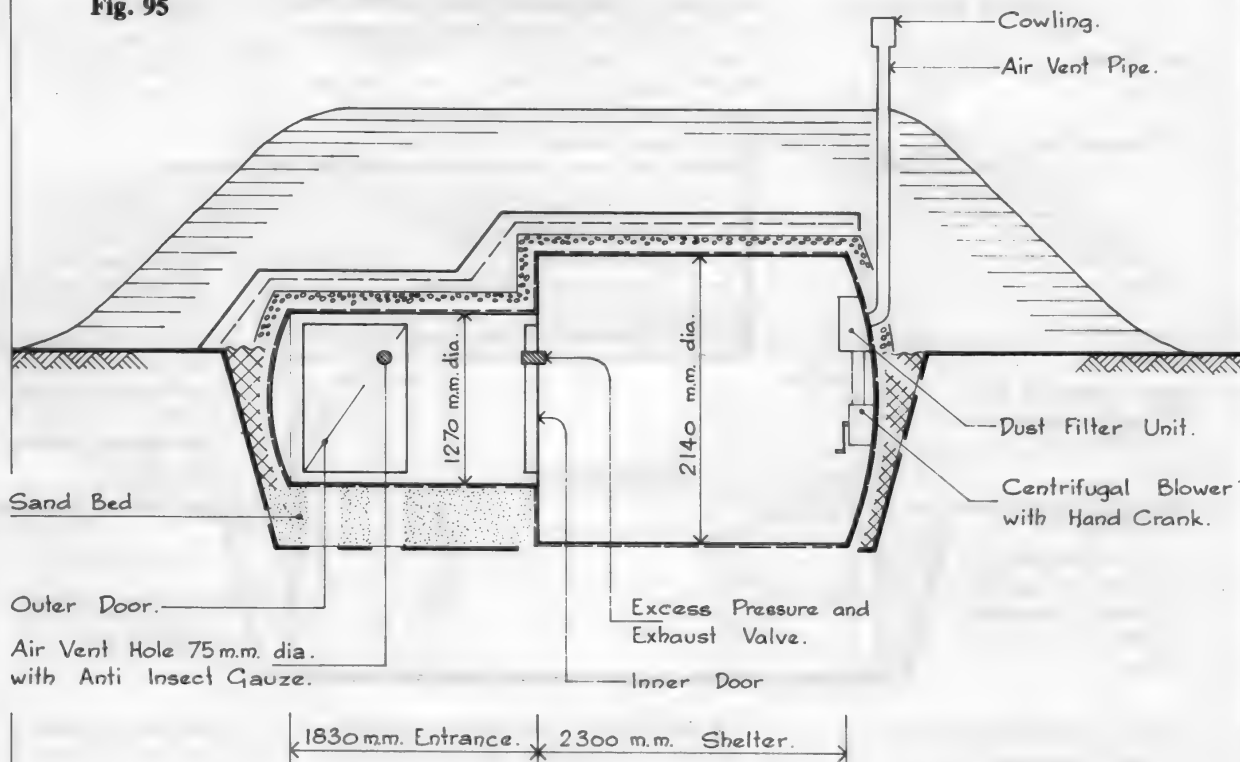 Fig. 95
Cowling.
Air Vent Pipe.
1270 m.m. dia.
2140 m.m. dia.
Dust Filter Unit.
Centrifugal Blower
with Hand Crank.
Sand Bed
Outer Door.
Air Vent Hole 75 m.m. dia.
with Anti Insect Gauze.
Excess Pressure and
Exhaust Valve.
Inner Door
1830 m.m. Entrance.
2300 m.m. Shelter.